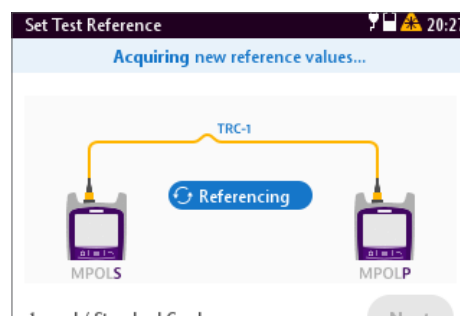 Set Test Reference 20:27
Acquiring new reference values...
TRC-1
Referencing
MPOLS MPOLP